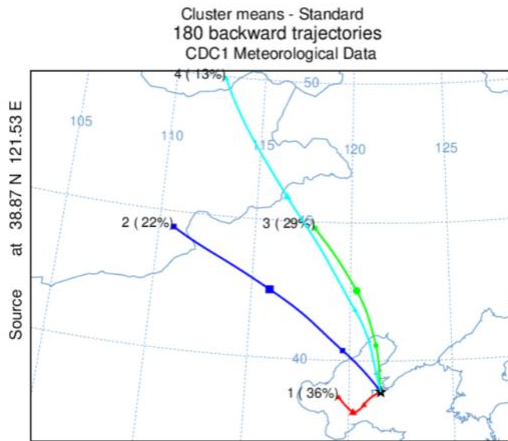 Cluster means - Standard
180 backward trajectories
CDC1 Meteorological Data
Source at 38.87 N 121.53 E
4 ( 13%)
50
105
110
115
120
125
2 ( 22%)
3 ( 29%)
45
40
1 ( 36%)